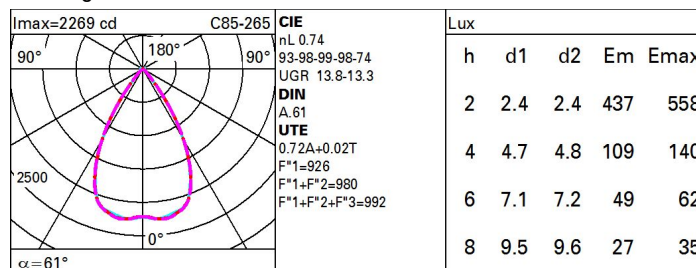 Imax=2269 cd C85-265
90° 180° 90°
2500
0°
α=61°
CIE
nL 0.74
93-98-99-98-74
UGR 13.8-13.3
DIN
A.61
UTE
0.72A+0.02T
F"1=926
F"1+F"2=980
F"1+F"2+F"3=992
Lux
h d1 d2 Em Emax
2 2.4 2.4 437 558
4 4.7 4.8 109 140
6 7.1 7.2 49 62
8 9.5 9.6 27 35